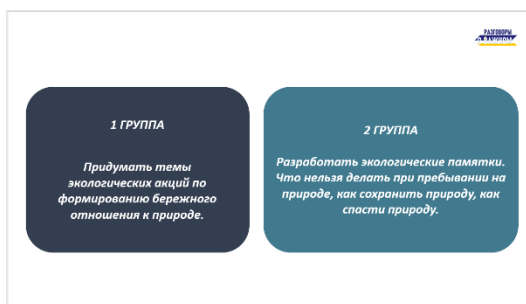 РАЗГОВОРЫ
О ВАЖНОМ
1 ГРУППА
Придумать темы
экологических акций по
формированию бережного
отношения к природе.
2 ГРУППА
Разработать экологические памятки.
Что нельзя делать при пребывании на
природе, как сохранить природу, как
спасти природу.